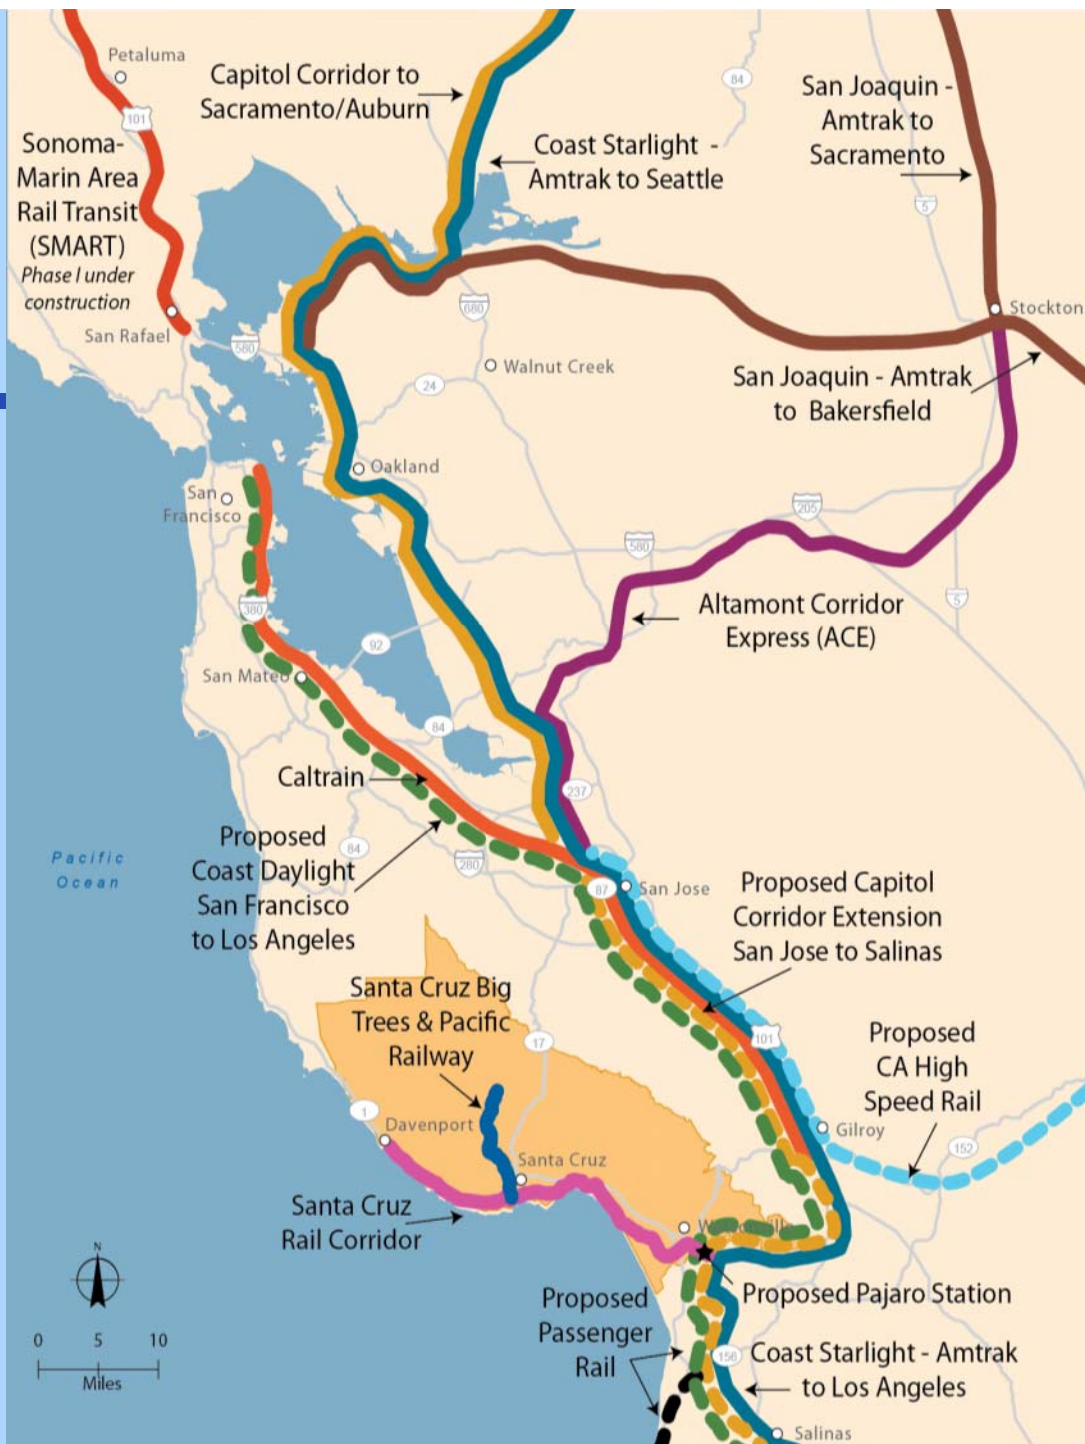 Petaluma
101
Sonoma-
Marin Area
Rail Transit
(SMART)
Phase I under
construction
San Rafael
Capitol Corridor to
Sacramento/Auburn
Coast Starlight -
Amtrak to Seattle
84
San Joaquin -
Amtrak to
Sacramento
5
Stockton
580
680
Walnut Creek
24
San Joaquin - Amtrak
to Bakersfield
Oakland
San
Francisco
205
580
380
5
Altamont Corridor
Express (ACE)
92
San Mateo
84
Caltrain
237
Proposed
Coast Daylight
San Francisco
to Los Angeles
84
280
Pacific
Ocean
87
San Jose
Proposed Capitol
Corridor Extension
San Jose to Salinas
Santa Cruz Big
Trees & Pacific
Railway
17
101
Proposed
CA High
Speed Rail
1
Davenport
Gilroy
152
Santa Cruz
Santa Cruz
Rail Corridor
Watsonville
N
0 5 10
Miles
Proposed Pajaro Station
Proposed
Passenger
Rail
156
Coast Starlight - Amtrak
to Los Angeles
Salinas